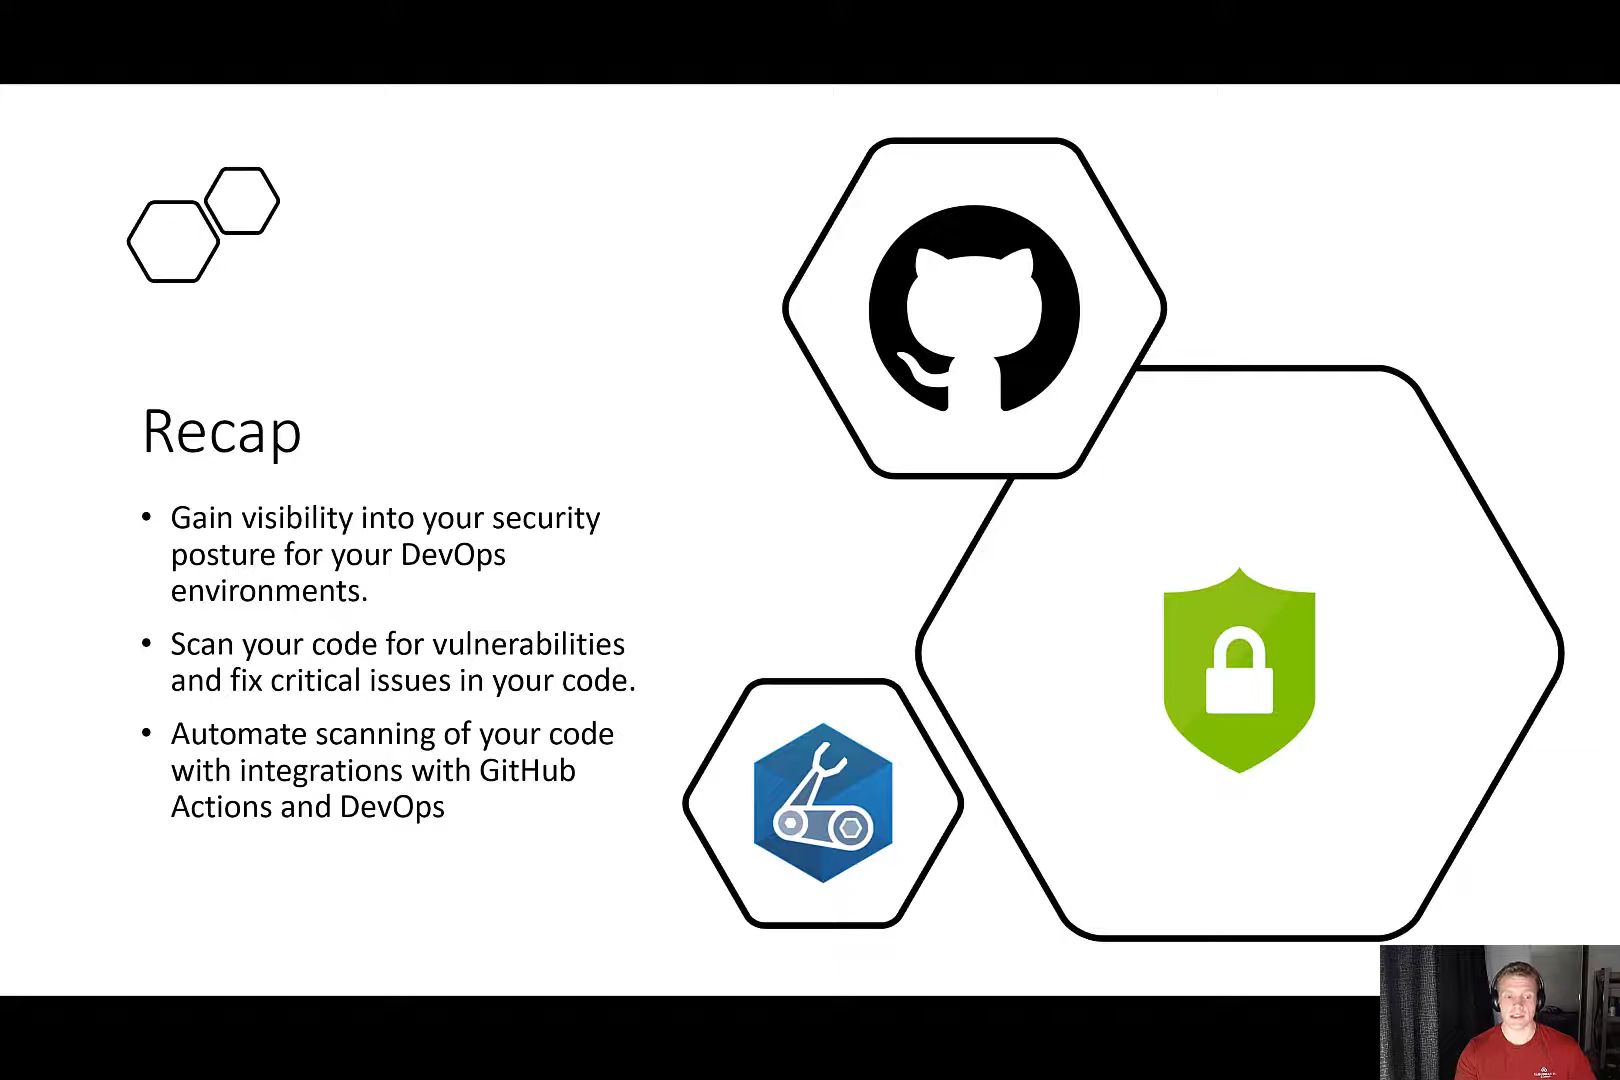 Recap
• Gain visibility into your security
posture for your DevOps
environments.
• Scan your code for vulnerabilities
and fix critical issues in your code.
• Automate scanning of your code
with integrations with GitHub
Actions and DevOps